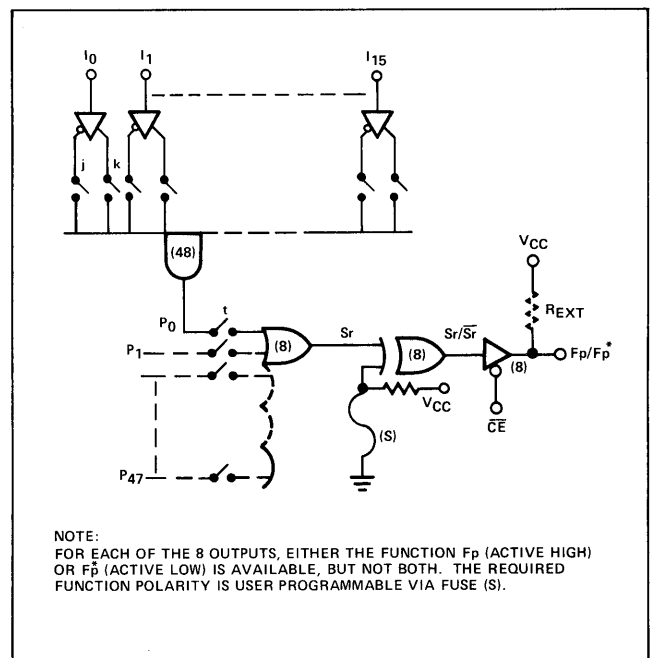 I0 I1 I15
j k
(48)
VCC
REXT
P0 t
(8) Sr (8) Sr/S̅r̅ (8) Fp/Fp*
P1
VCC
(S)
C̅E̅
P47
NOTE:
FOR EACH OF THE 8 OUTPUTS, EITHER THE FUNCTION Fp (ACTIVE HIGH)
OR Fp* (ACTIVE LOW) IS AVAILABLE, BUT NOT BOTH. THE REQUIRED
FUNCTION POLARITY IS USER PROGRAMMABLE VIA FUSE (S).